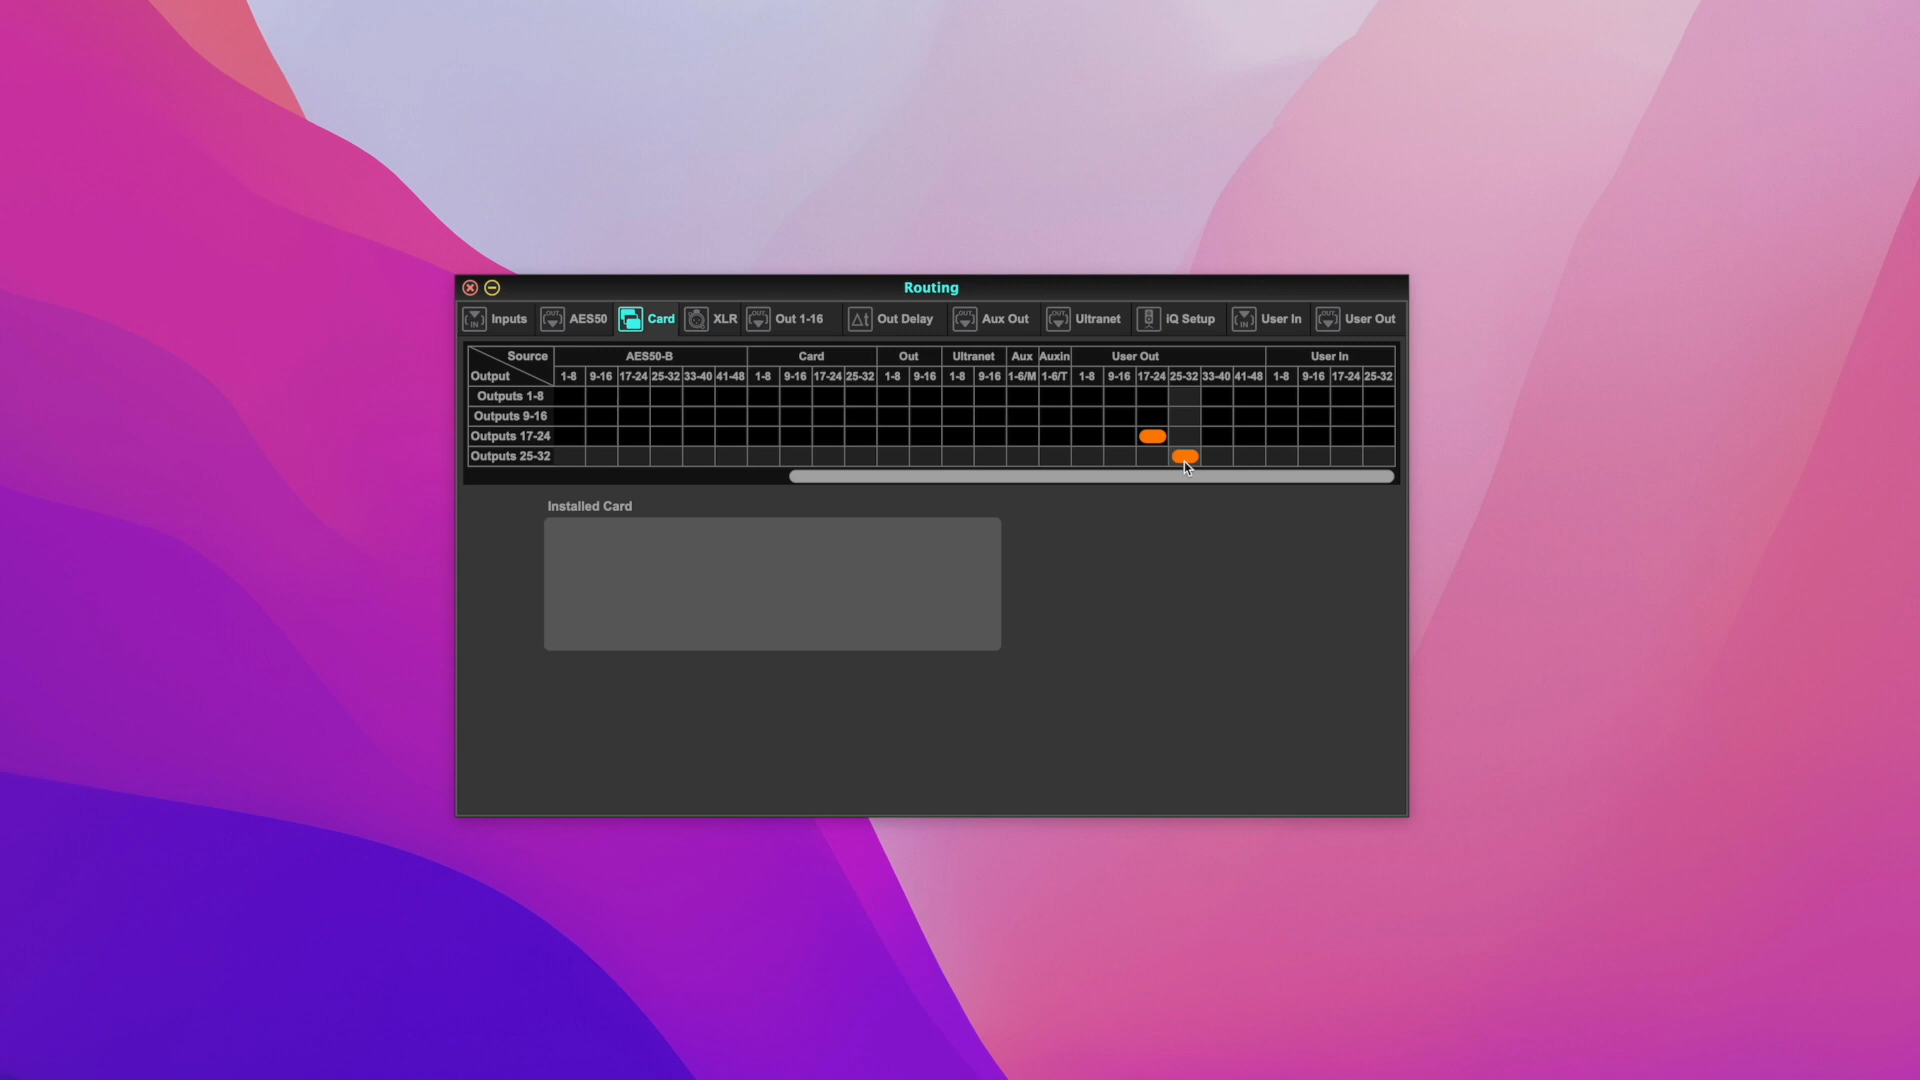 Routing
Inputs AES50 Card XLR Out 1-16 Out Delay Aux Out Ultranet iQ Setup User In User Out
Source AES50-B Card Out Ultranet Aux Auxin User Out User In
Output 1-8 9-16 17-24 25-32 33-40 41-48 1-8 9-16 17-24 25-32 1-8 9-16 1-8 9-16 1-6/M 1-6/T 1-8 9-16 17-24 25-32 33-40 41-48 1-8 9-16 17-24 25-32
Outputs 1-8
Outputs 9-16
Outputs 17-24
Outputs 25-32
Installed Card